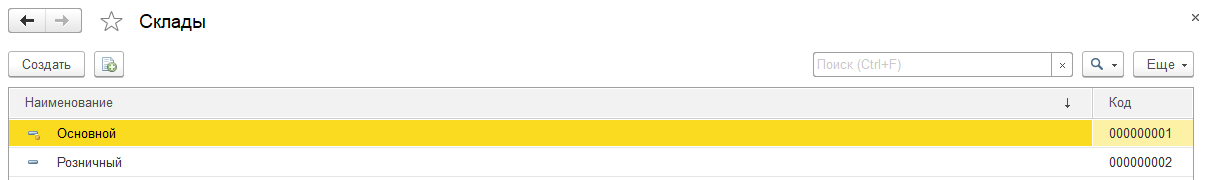 Склады
Создать Поиск (Ctrl+F) Еще
Наименование Код
Основной 000000001
Розничный 000000002